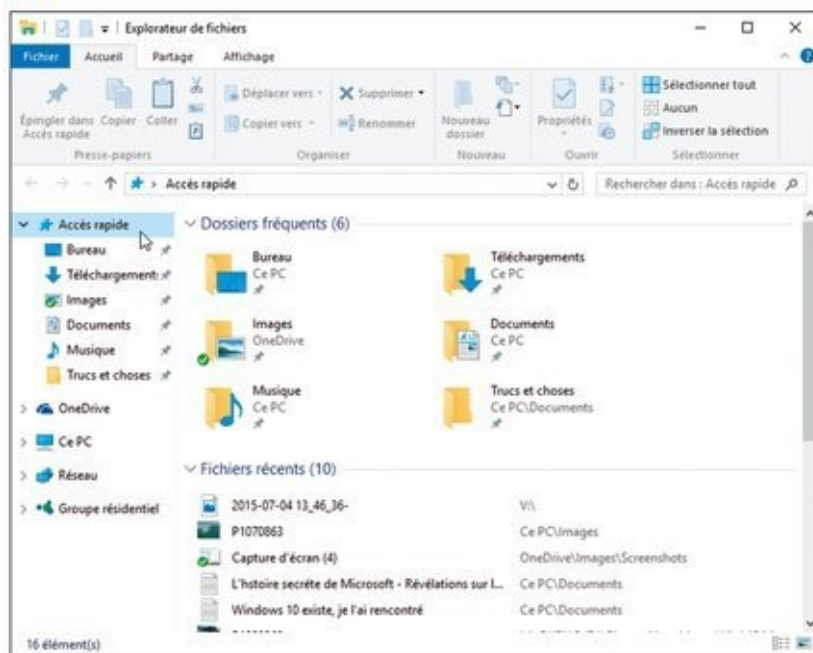 Explorateur de fichiers
Fichier Accueil Partage Affichage
Épingler dans Accès rapide
Copier
Coller
Presse-papiers
Déplacer vers
Copier vers
Supprimer
Renommer
Organiser
Nouveau dossier
Nouveau
Propriétés
Ouvrir
Sélectionner tout
Aucun
Inverser la sélection
Sélectionner
Accès rapide
Rechercher dans : Accès rapide
Accès rapide
Bureau
Téléchargement
Images
Documents
Musique
Trucs et choses
OneDrive
Ce PC
Réseau
Groupe résidentiel
Dossiers fréquents (6)
Bureau
Ce PC
Téléchargements
Ce PC
Images
OneDrive
Documents
Ce PC
Musique
Ce PC
Trucs et choses
Ce PC\Documents
Fichiers récents (10)
2015-07-04 13_46_36- V:\
P1070863 Ce PC\Images
Capture d'écran (4) OneDrive\Images\Screenshots
L'hstoire secrète de Microsoft - Révélations sur l... Ce PC\Documents
Windows 10 existe, je l'ai rencontré Ce PC\Documents
16 élément(s)